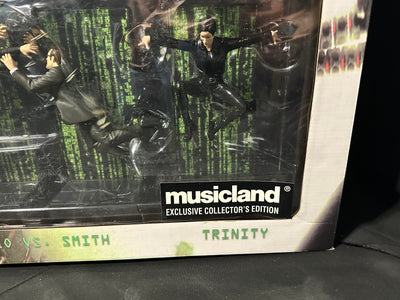 musicland®
EXCLUSIVE COLLECTOR'S EDITION
O VS. SMITH
TRINITY